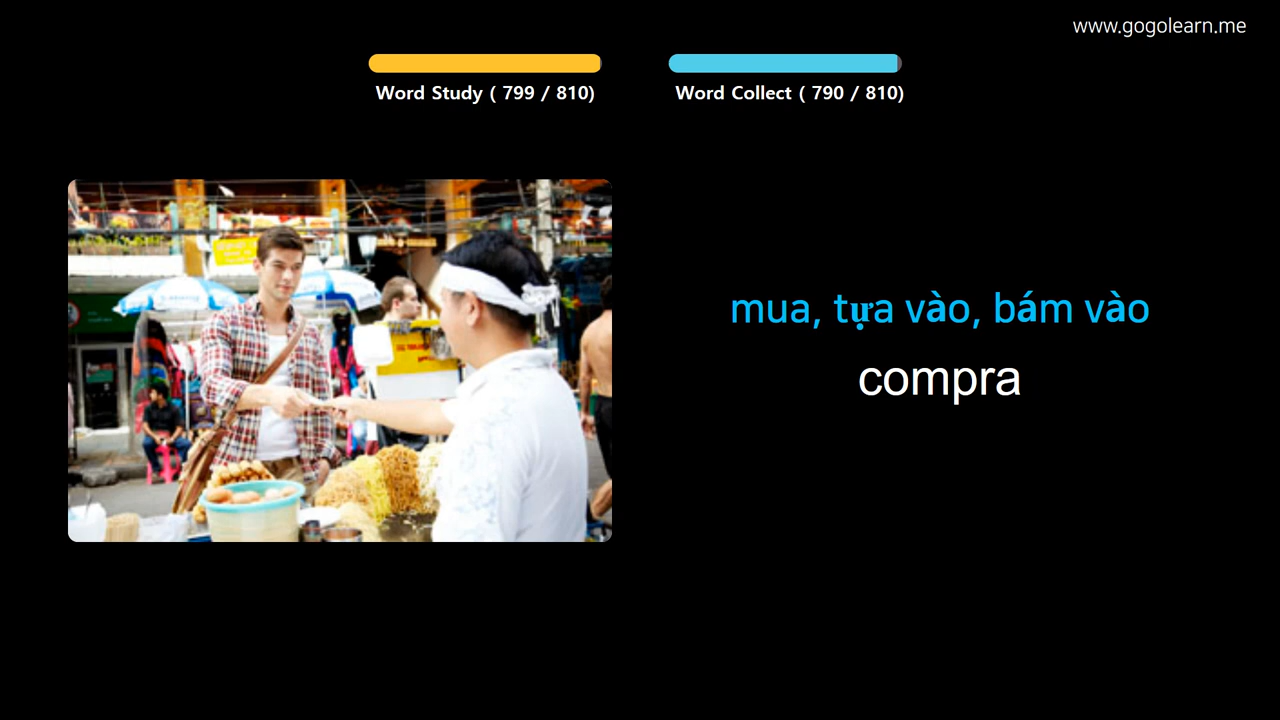 www.gogolearn.me
Word Study ( 799 / 810)
Word Collect ( 790 / 810)
mua, tựa vào, bám vào
compra